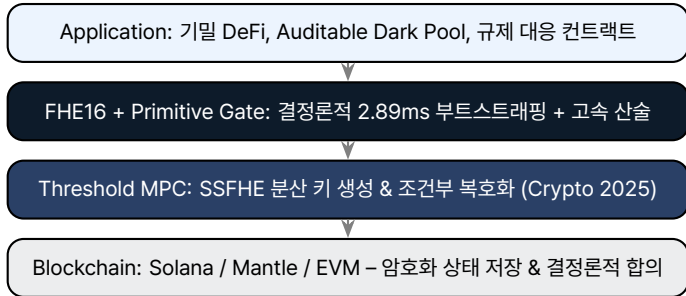 Application: 기밀 DeFi, Auditable Dark Pool, 규제 대응 컨트랙트
FHE16 + Primitive Gate: 결정론적 2.89ms 부트스트래핑 + 고속 산술
Threshold MPC: SSFHE 분산 키 생성 & 조건부 복호화 (Crypto 2025)
Blockchain: Solana / Mantle / EVM – 암호화 상태 저장 & 결정론적 합의